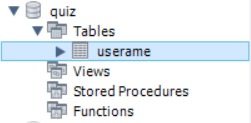 quiz
Tables
userame
Views
Stored Procedures
Functions